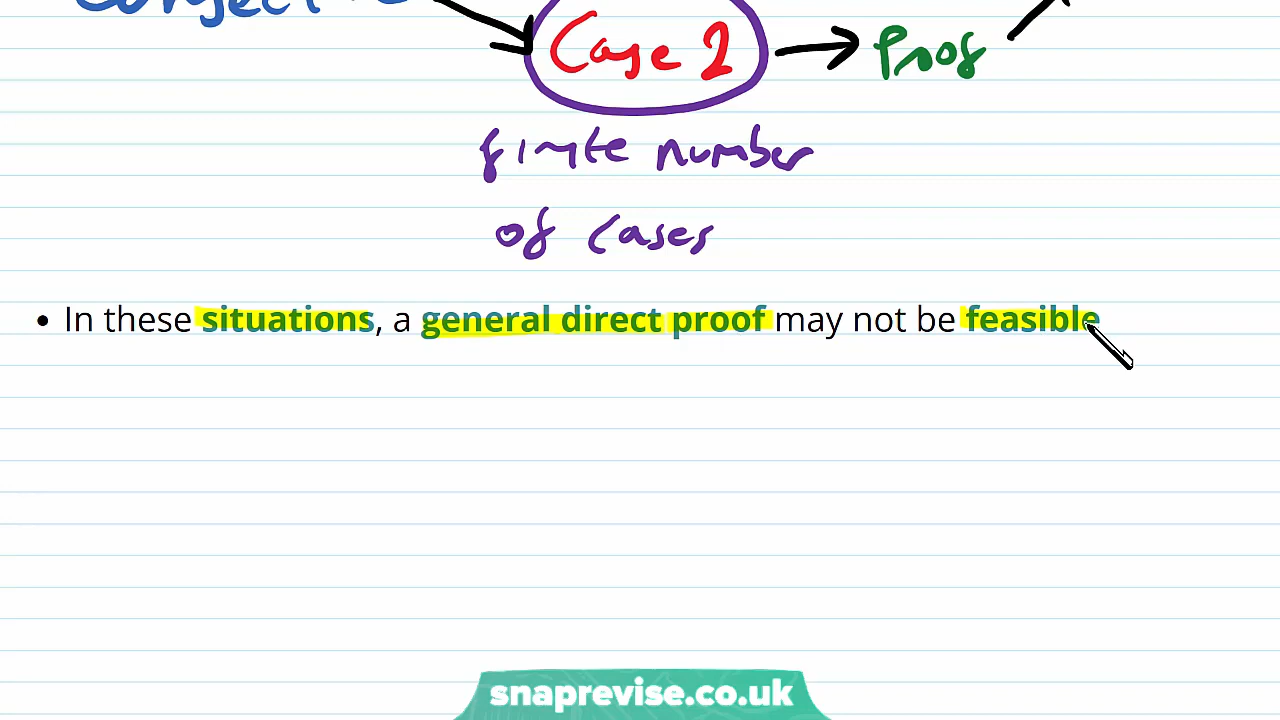 Case 2
Proof
finite number
of cases
• In these situations, a general direct proof may not be feasible
snaprevise.co.uk